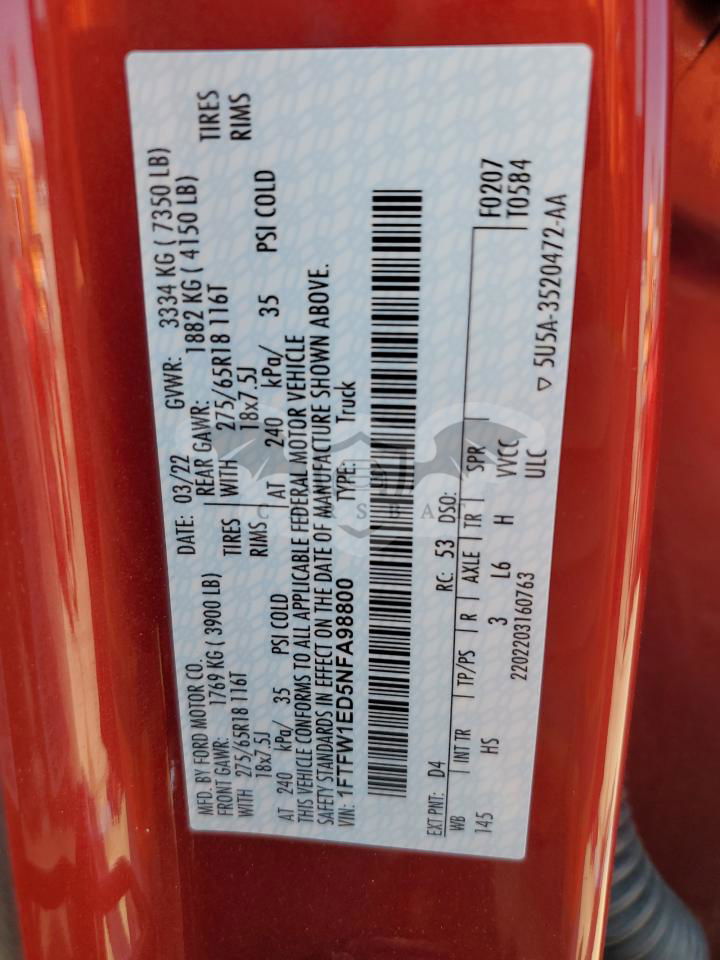 MFD. BY FORD MOTOR CO.
DATE: 03/22 GVWR: 3334 KG ( 7350 LB)
FRONT GAWR: 1769 KG ( 3900 LB) REAR GAWR: 1882 KG ( 4150 LB)
WITH 275/65R18 116T TIRES WITH 275/65R18 116T TIRES
18x7.5J RIMS 18x7.5J RIMS
AT 240 kPa/ 35 PSI COLD AT 240 kPa/ 35 PSI COLD
THIS VEHICLE CONFORMS TO ALL APPLICABLE FEDERAL MOTOR VEHICLE
SAFETY STANDARDS IN EFFECT ON THE DATE OF MANUFACTURE SHOWN ABOVE.
VIN: 1FTFW1ED5NFA98800 TYPE: Truck
EXT PNT: D4 RC: 53 DSO: F0207
WB INT TR TP/PS R AXLE TR SPR T0584
145 HS 3 L6 H VVCC
2202203160763 ULC
▽ 5U5A-3520472-AA